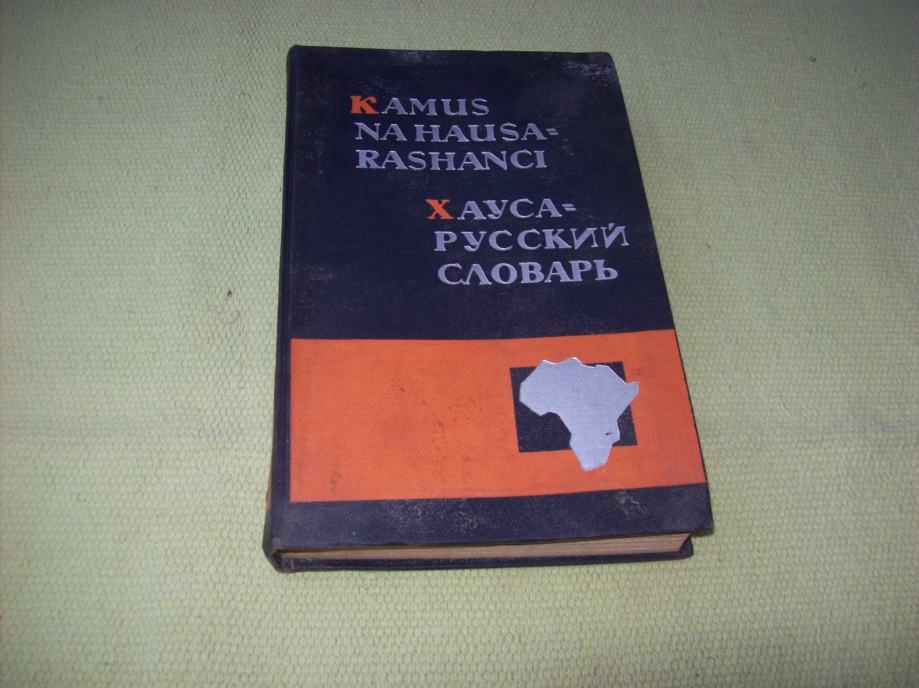 KAMUS
NA HAUSA=
RASHANCI
ХАУСА=
РУССКИЙ
СЛОВАРЬ